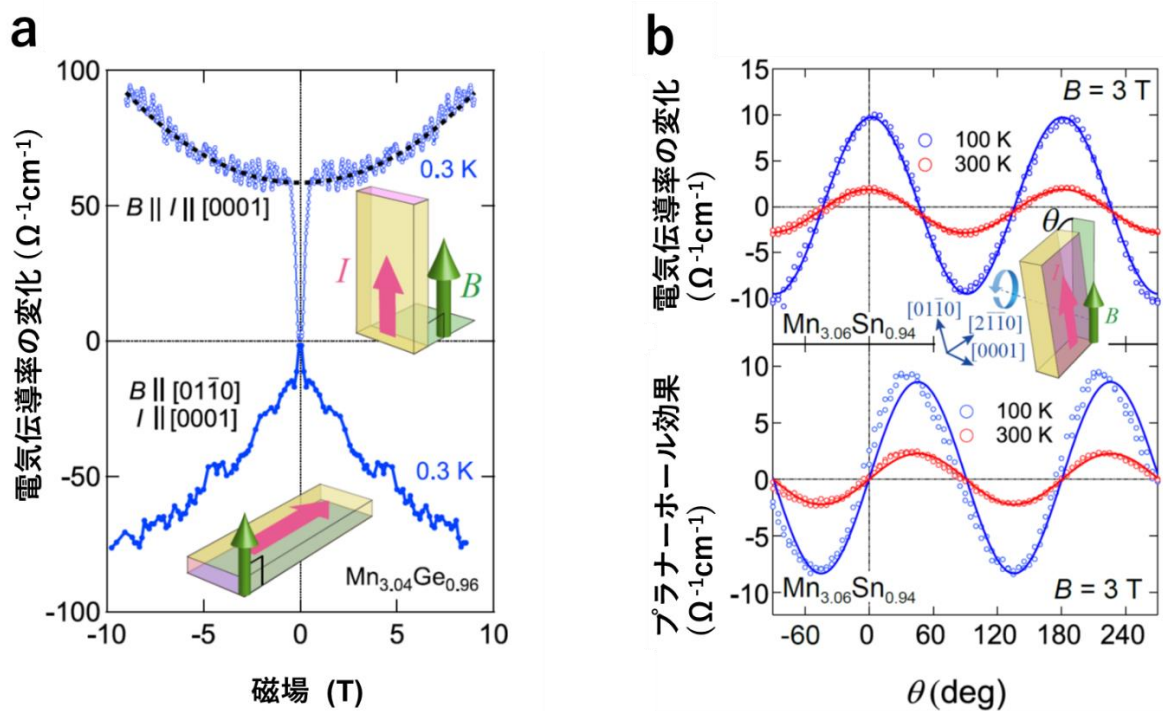 a
電気伝導率の変化 (Ω⁻¹cm⁻¹)
100
50
0
-50
-100
0.3 K
B || I || [0001]
I
B
B || [011̄0]
I || [0001]
0.3 K
Mn3.04Ge0.96
-10
-5
0
5
10
磁場 (T)
b
電気伝導率の変化
(Ω⁻¹cm⁻¹)
15
10
5
0
-5
-10
B = 3 T
100 K
300 K
θ
I
B
[011̄0]
[21̄1̄0]
[0001]
Mn3.06Sn0.94
プラナーホール効果
(Ω⁻¹cm⁻¹)
10
5
0
-5
-10
100 K
300 K
Mn3.06Sn0.94
B = 3 T
-60
0
60
120
180
240
θ (deg)